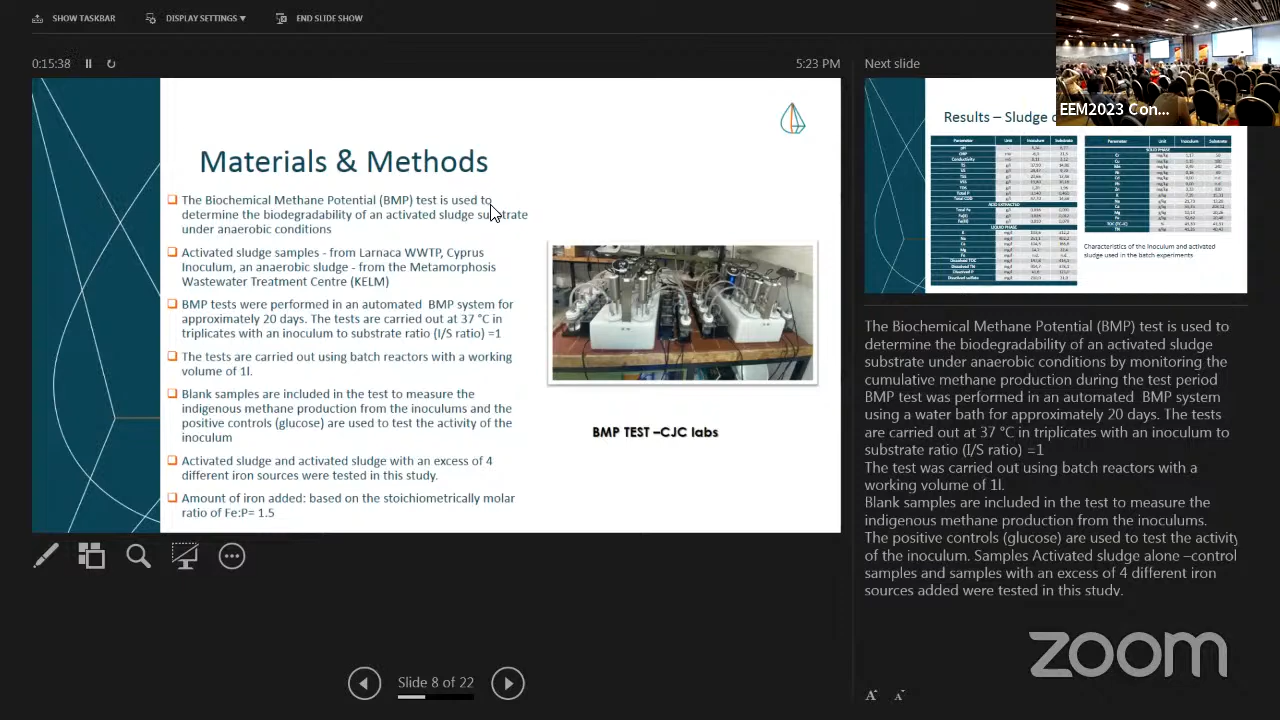 SHOW TASKBAR
DISPLAY SETTINGS ▼
END SLIDE SHOW
0:15:38
5:23 PM
Next slide
EEM2023 Con...
Materials & Methods
The Biochemical Methane Potential (BMP) test is used to
determine the biodegradability of an activated sludge substrate
under anaerobic conditions
Activated sludge samples - from Larnaca WWTP, Cyprus
Inoculum, an anaerobic sludge - from the Metamorphosis
Wastewater Treatment Centre (KELM)
BMP tests were performed in an automated BMP system for
approximately 20 days. The tests are carried out at 37 °C in
triplicates with an inoculum to substrate ratio (I/S ratio) =1
The tests are carried out using batch reactors with a working
volume of 1l.
Blank samples are included in the test to measure the
indigenous methane production from the inoculums and the
positive controls (glucose) are used to test the activity of the
inoculum
Activated sludge and activated sludge with an excess of 4
different iron sources were tested in this study.
Amount of iron added: based on the stoichiometrically molar
ratio of Fe:P= 1.5
BMP TEST –CJC labs
Results – Sludge
Parameter Unit Inoculum Substrate
Parameter Unit Inoculum Substrate
SOLID PHASE
Conductivity
ACID EXTRACTED
LIQUID PHASE
Characteristics of the inoculum and activated
sludge used in the batch experiments
The Biochemical Methane Potential (BMP) test is used to
determine the biodegradability of an activated sludge
substrate under anaerobic conditions by monitoring the
cumulative methane production during the test period
BMP test was performed in an automated BMP system
using a water bath for approximately 20 days. The tests
are carried out at 37 °C in triplicates with an inoculum to
substrate ratio (I/S ratio) =1
The test was carried out using batch reactors with a
working volume of 1l.
Blank samples are included in the test to measure the
indigenous methane production from the inoculums.
The positive controls (glucose) are used to test the activity
of the inoculum. Samples Activated sludge alone –control
samples and samples with an excess of 4 different iron
sources added were tested in this study.
Slide 8 of 22
zoom
A A